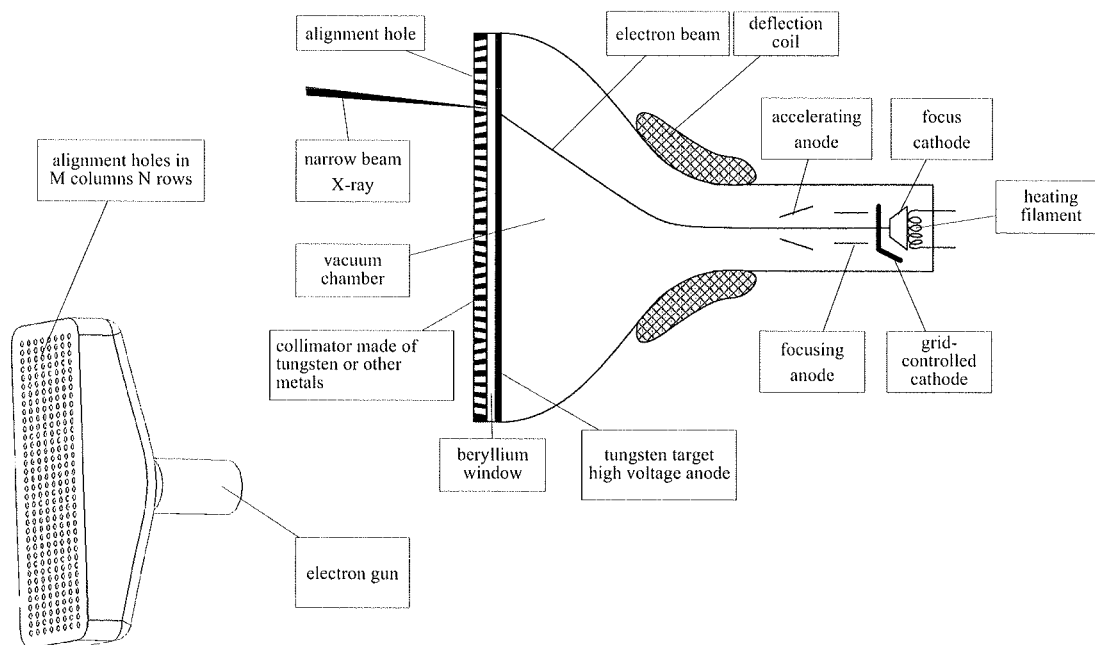 alignment hole
electron beam
deflection
coil
accelerating
anode
focus
cathode
alignment holes in
M columns N rows
narrow beam
X-ray
heating
filament
vacuum
chamber
collimator made of
tungsten or other
metals
focusing
anode
grid-
controlled
cathode
beryllium
window
tungsten target
high voltage anode
electron gun